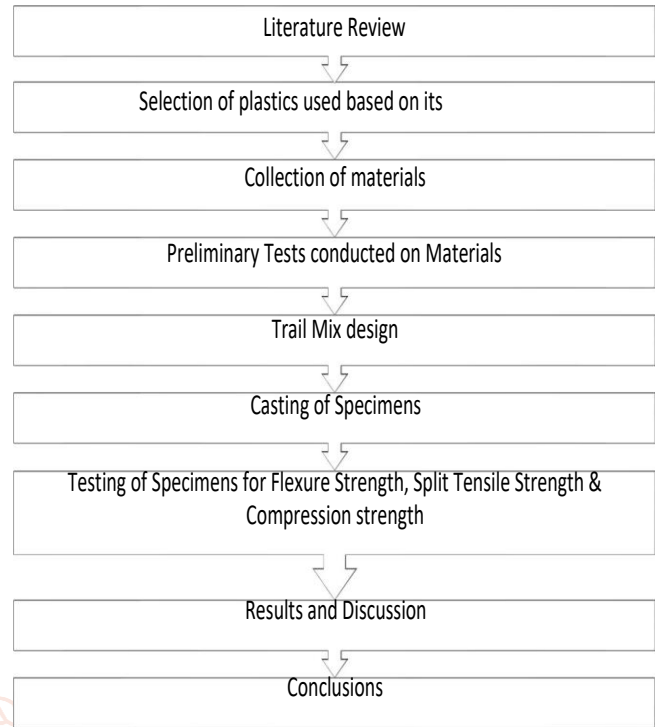 Literature Review
Selection of plastics used based on its
Collection of materials
Preliminary Tests conducted on Materials
Trail Mix design
Casting of Specimens
Testing of Specimens for Flexure Strength, Split Tensile Strength &
Compression strength
Results and Discussion
Conclusions